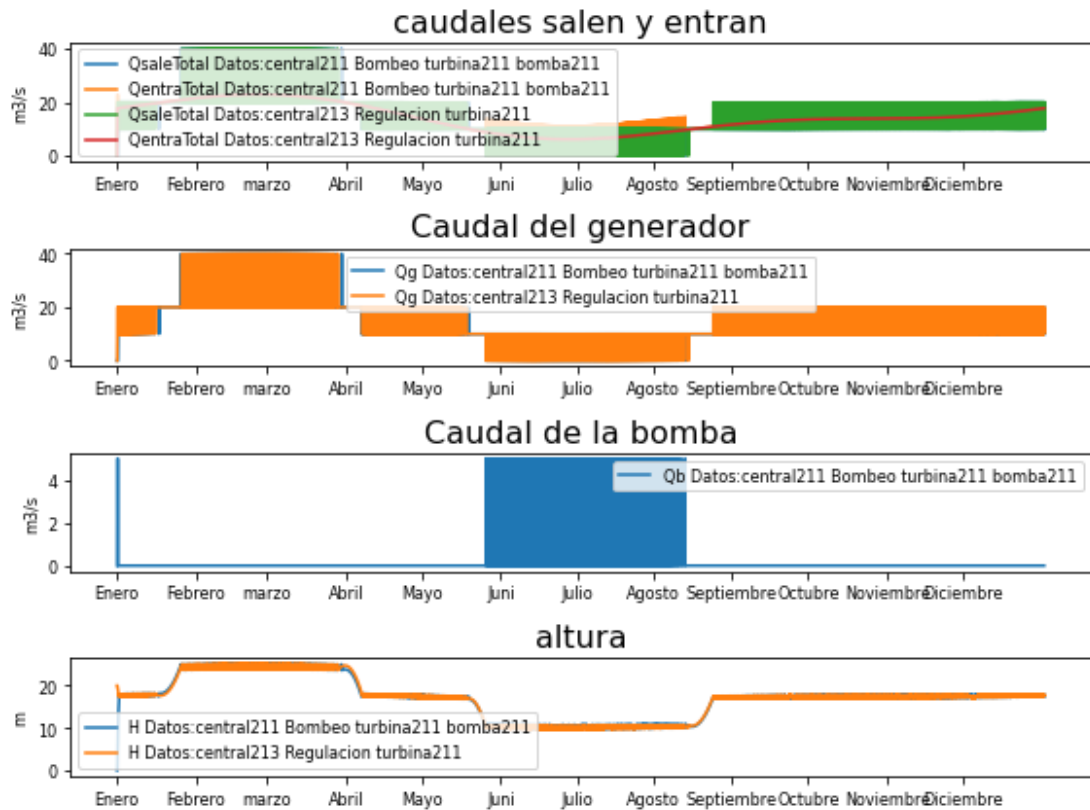 caudales salen y entran
40
20
0
m3/s
QsaleTotal Datos:central211 Bombeo turbina211 bomba211
QentraTotal Datos:central211 Bombeo turbina211 bomba211
QsaleTotal Datos:central213 Regulacion turbina211
QentraTotal Datos:central213 Regulacion turbina211
Enero Febrero marzo Abril Mayo Juni Julio Agosto Septiembre Octubre Noviembre Diciembre
Caudal del generador
40
20
0
m3/s
Qg Datos:central211 Bombeo turbina211 bomba211
Qg Datos:central213 Regulacion turbina211
Enero Febrero marzo Abril Mayo Juni Julio Agosto Septiembre Octubre Noviembre Diciembre
Caudal de la bomba
4
2
0
m3/s
Qb Datos:central211 Bombeo turbina211 bomba211
Enero Febrero marzo Abril Mayo Juni Julio Agosto Septiembre Octubre Noviembre Diciembre
altura
20
10
0
m
H Datos:central211 Bombeo turbina211 bomba211
H Datos:central213 Regulacion turbina211
Enero Febrero marzo Abril Mayo Juni Julio Agosto Septiembre Octubre Noviembre Diciembre